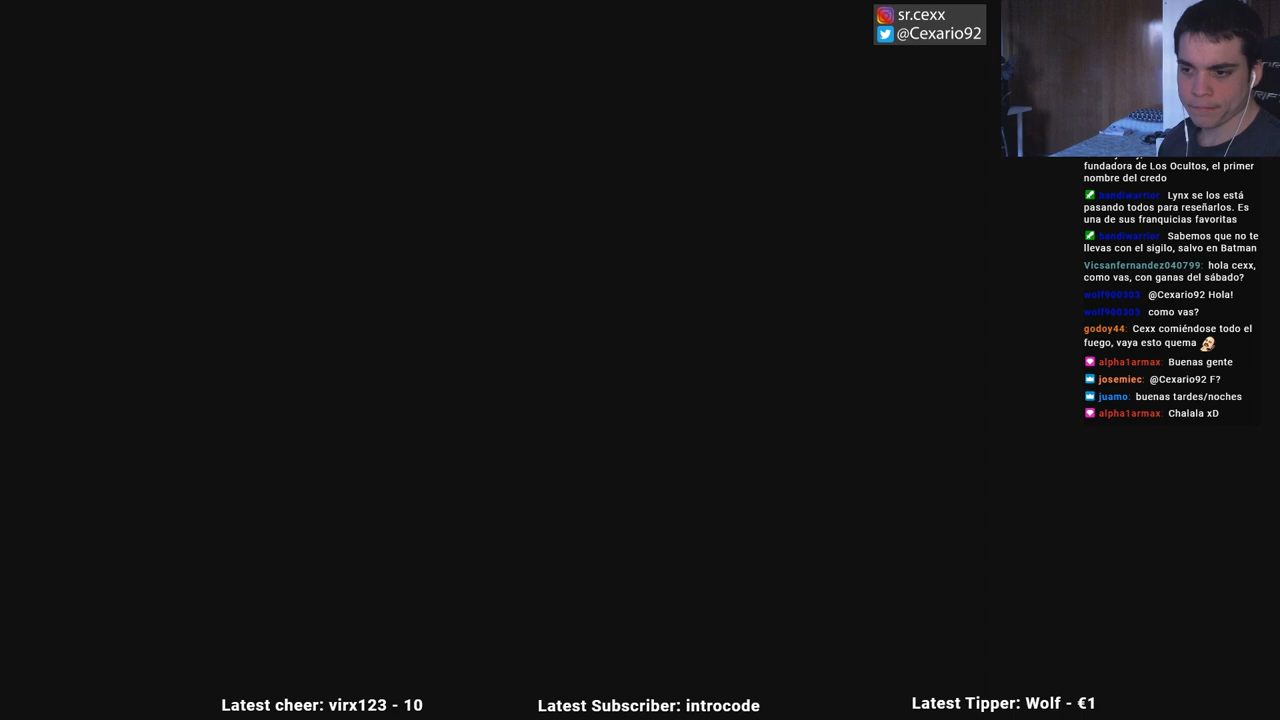 sr.cexx
@Cexario92
fundadora de Los Ocultos, el primer
nombre del credo
bandiwarrior: Lynx se los está
pasando todos para reseñarlos. Es
una de sus franquicias favoritas
bandiwarrior: Sabemos que no te
llevas con el sigilo, salvo en Batman
Vicsanfernandez040799: hola cexx,
como vas, con ganas del sábado?
wolf900303: @Cexario92 Hola!
wolf900303: como vas?
godoy44: Cexx comiéndose todo el
fuego, vaya esto quema
alpha1armax: Buenas gente
josemiec: @Cexario92 F?
juamo: buenas tardes/noches
alpha1armax: Chalala xD
Latest cheer: virx123 - 10
Latest Subscriber: introcode
Latest Tipper: Wolf - €1